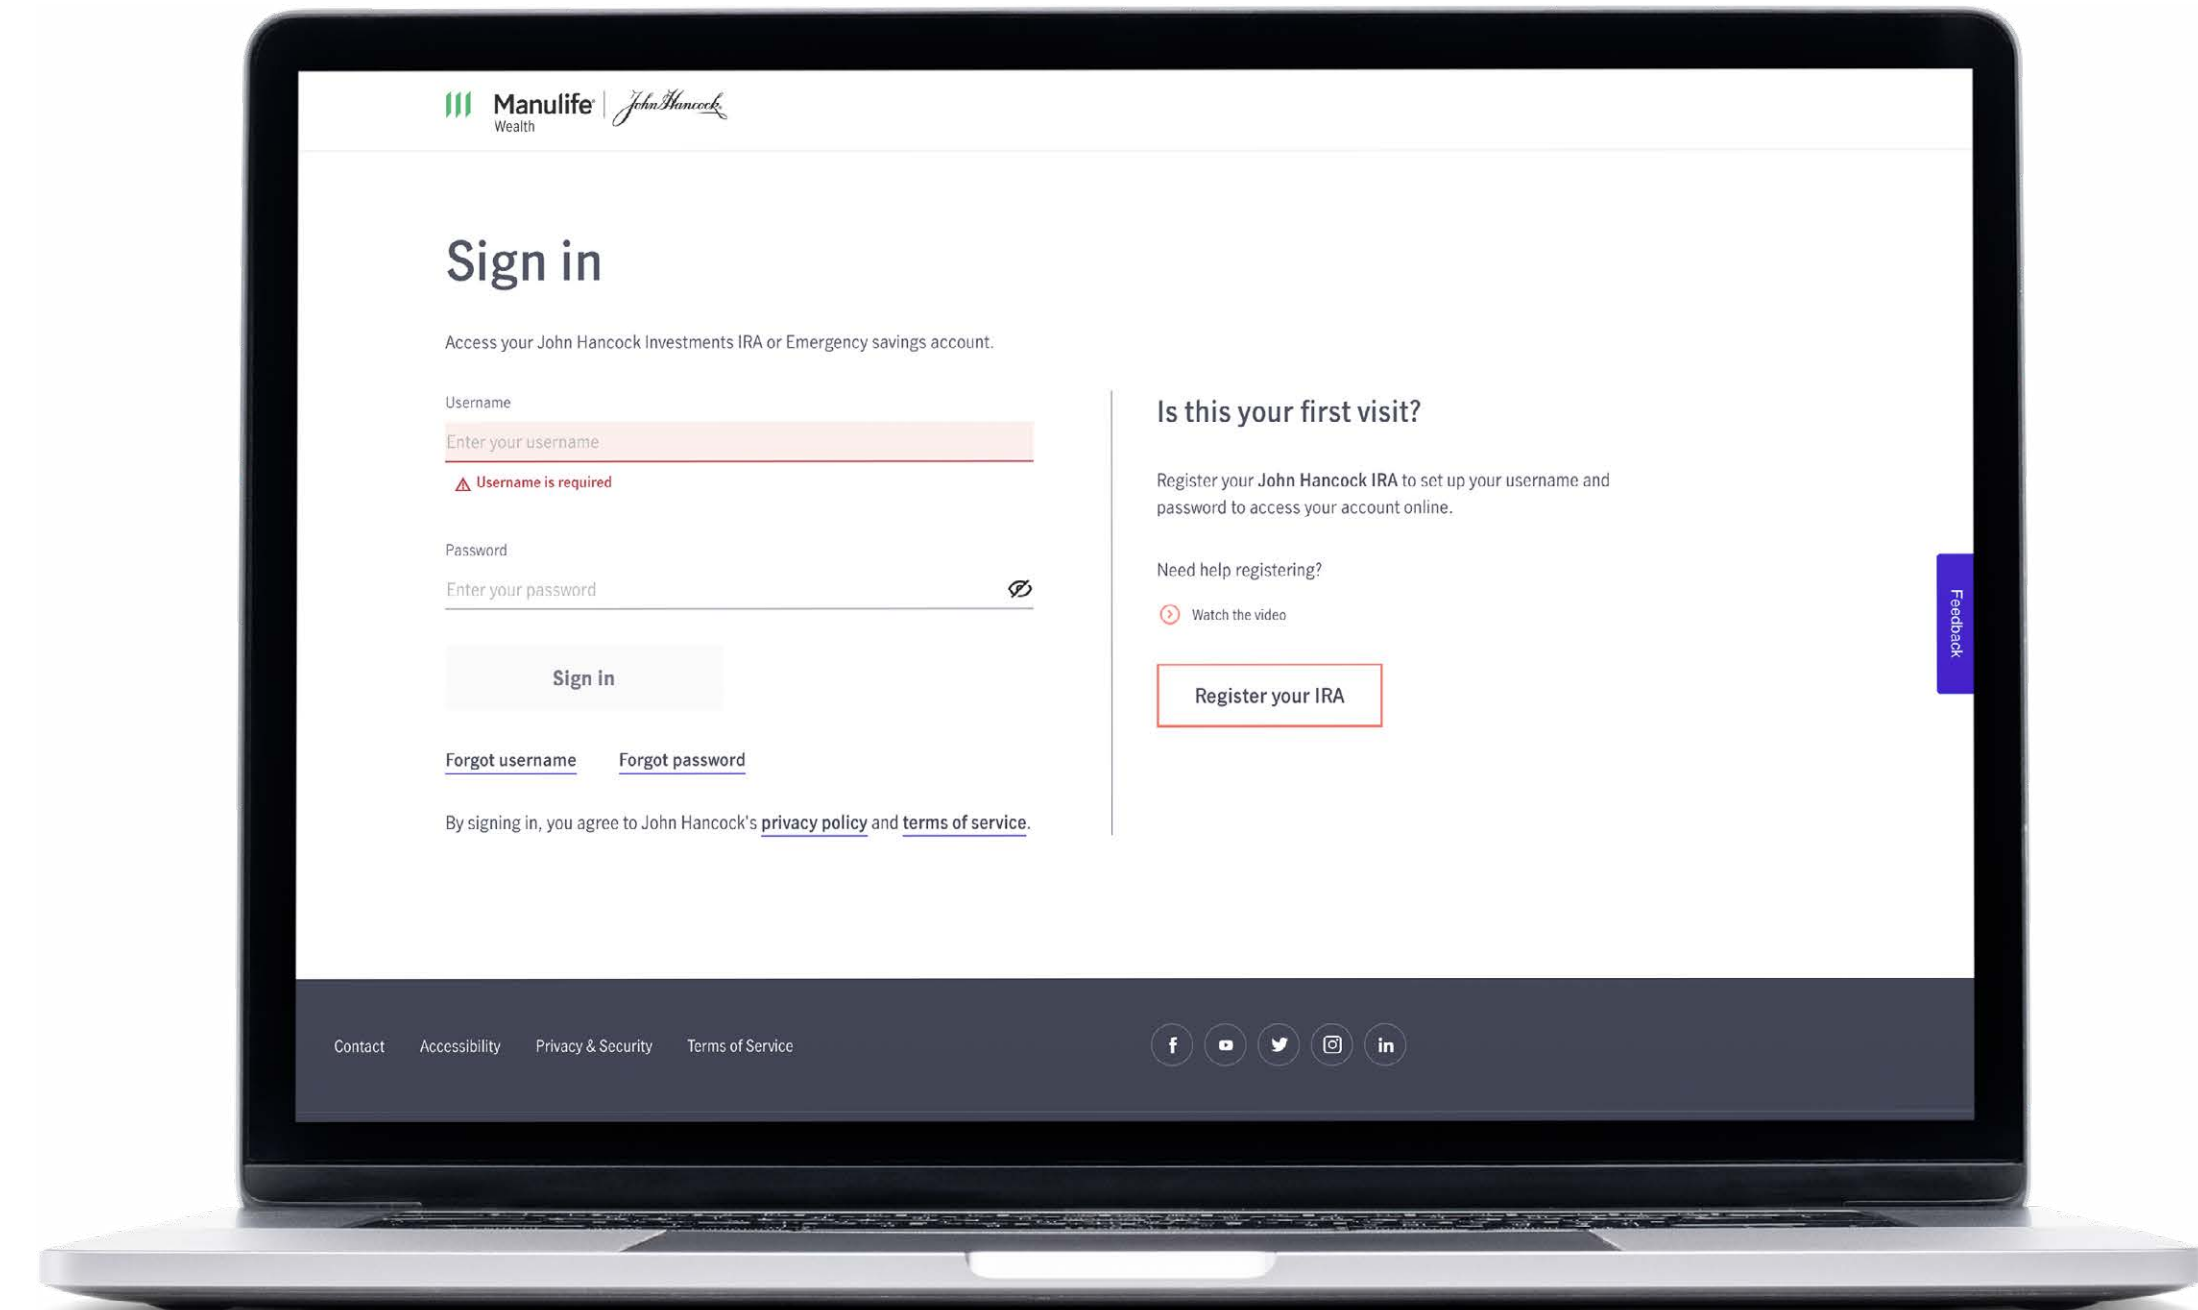 Manulife
Wealth
John Hancock
Sign in
Access your John Hancock Investments IRA or Emergency savings account.
Username
Enter your username
Username is required
Password
Enter your password
Sign in
Forgot username Forgot password
By signing in, you agree to John Hancock's privacy policy and terms of service.
Is this your first visit?
Register your John Hancock IRA to set up your username and
password to access your account online.
Need help registering?
Watch the video
Register your IRA
Feedback
Contact Accessibility Privacy & Security Terms of Service
f in